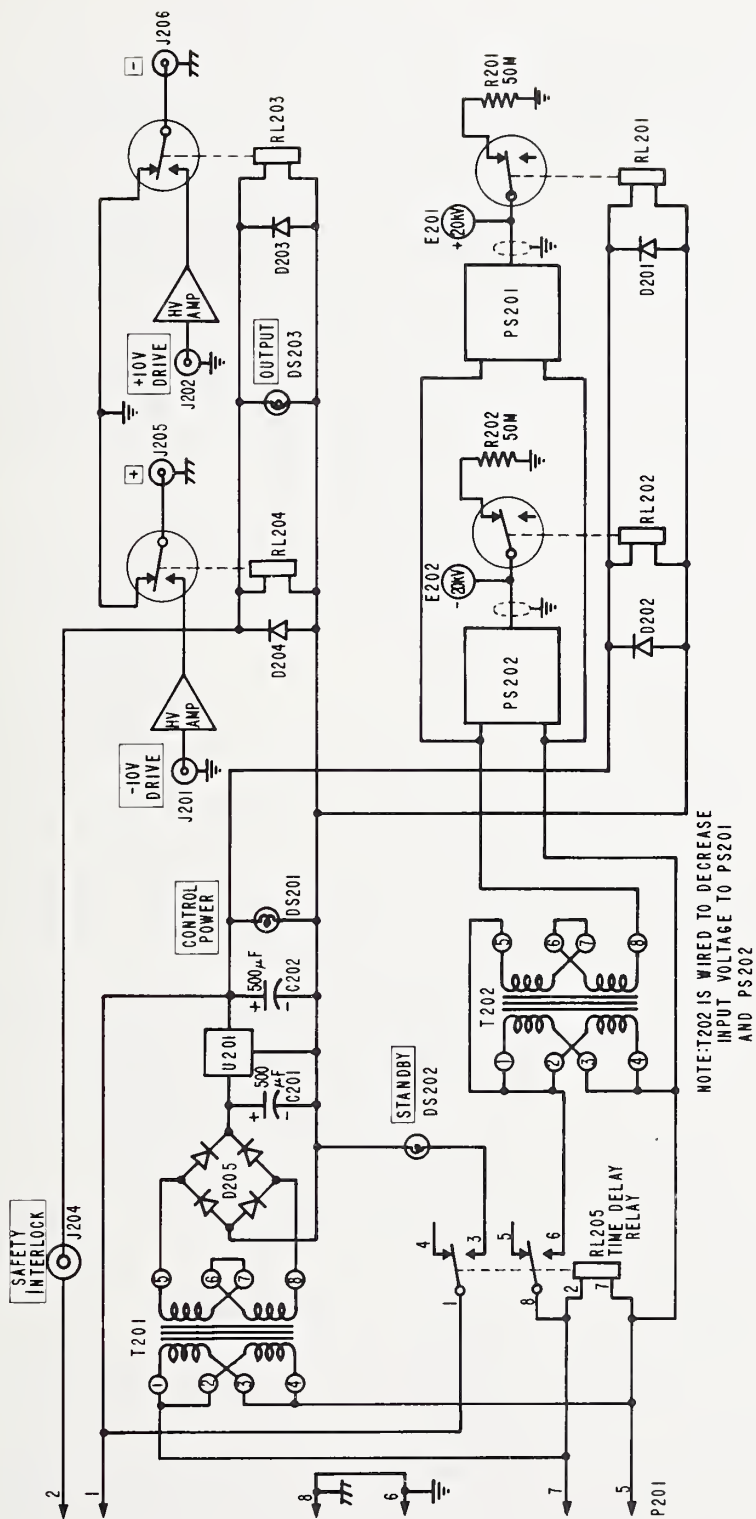 2
SAFETY
INTERLOCK
J204
1
8
6
7
5
P201
T201
1
2
3
4
5
6
7
8
D205
+
500
µF
-
C201
U201
+
500µF
-
C202
CONTROL
POWER
DS201
-10V
DRIVE
J201
HV
AMP
+
J205
RL204
D204
+10V
DRIVE
J202
HV
AMP
OUTPUT
DS203
-
J206
RL203
D203
STANDBY
DS202
4
3
1
5
6
8
2
7
RL205
TIME DELAY
RELAY
T202
1
2
3
4
5
6
7
8
NOTE: T202 IS WIRED TO DECREASE
INPUT VOLTAGE TO PS201
AND PS202
PS202
E202
-20kV
R202
50M
RL202
D202
PS201
E201
+20kV
R201
50M
RL201
D201